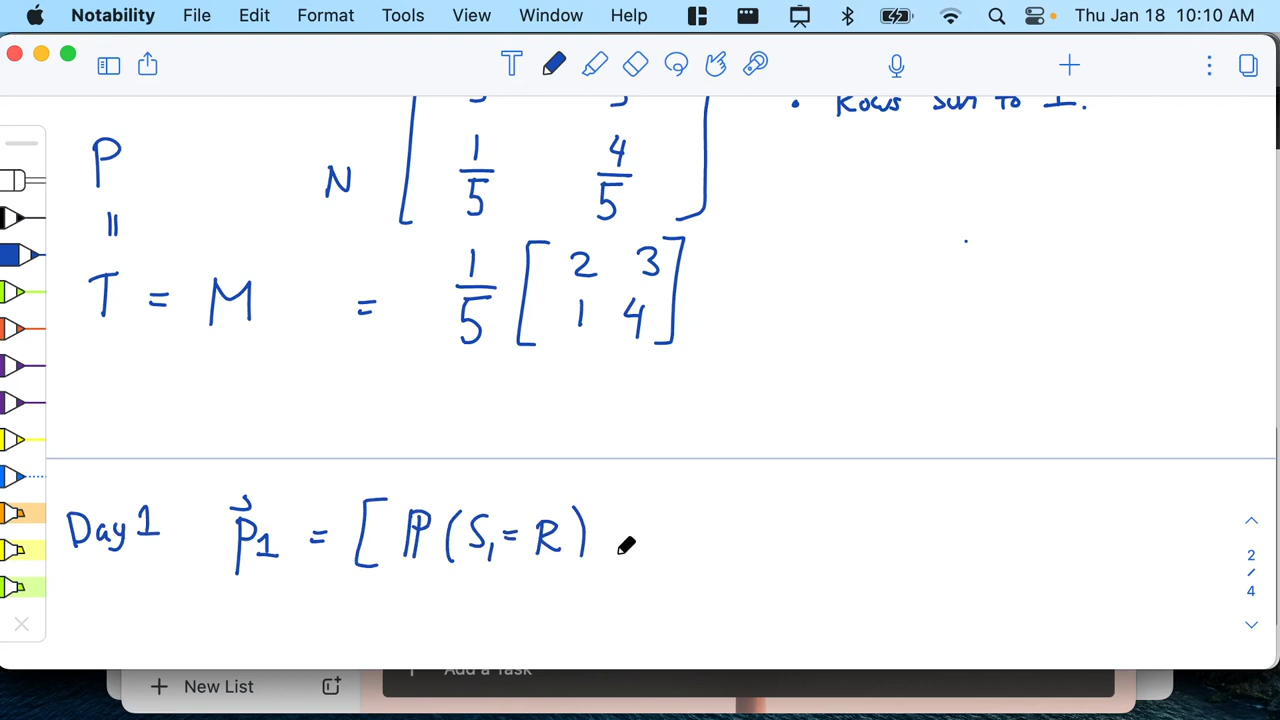 Notability File Edit Format Tools View Window Help Thu Jan 18 10:10 AM
• Rows sum to 1.
P N 1/5 4/5
=
T = M = 1/5 [ 2 3
1 4 ]
Day 1 p⃗₁ = [ ℙ(S₁ = R)
2
/
4
+ New List
Add a Task